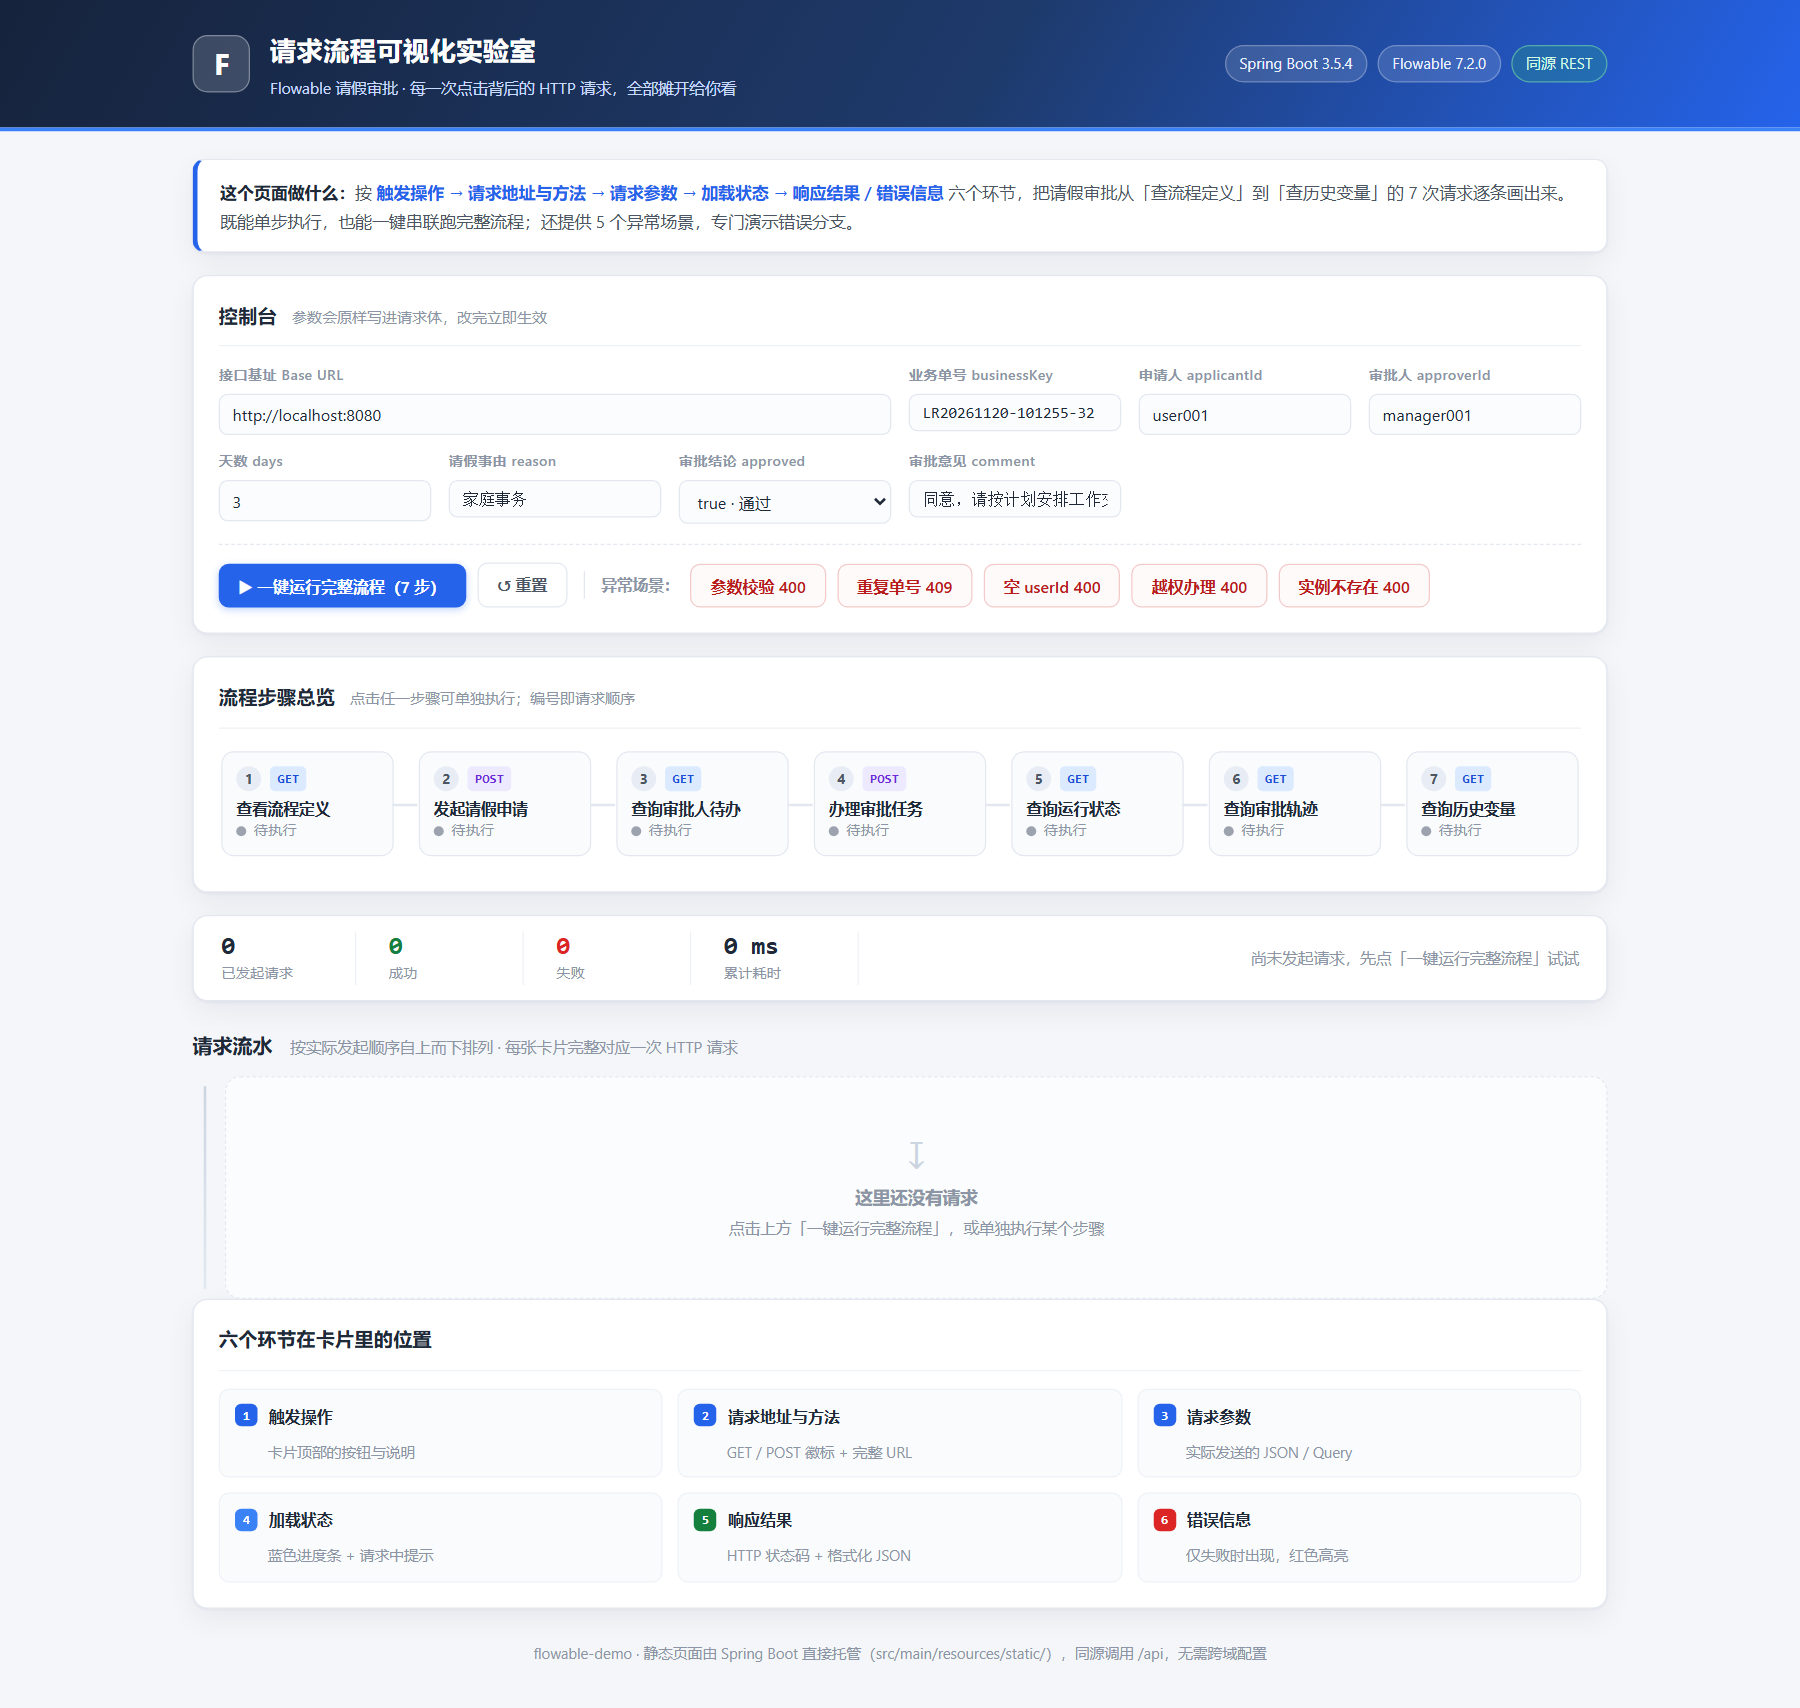 F
请求流程可视化实验室
Flowable 请假审批 · 每一次点击背后的 HTTP 请求，全部摊开给你看
Spring Boot 3.5.4
Flowable 7.2.0
同源 REST
这个页面做什么：按 触发操作 → 请求地址与方法 → 请求参数 → 加载状态 → 响应结果 / 错误信息 六个环节，把请假审批从「查流程定义」到「查历史变量」的 7 次请求逐条画出来。
既能单步执行，也能一键串联跑完整流程；还提供 5 个异常场景，专门演示错误分支。
控制台 参数会原样写进请求体，改完立即生效
接口基址 Base URL
业务单号 businessKey
申请人 applicantId
审批人 approverId
http://localhost:8080
LR20261120-101255-32
user001
manager001
天数 days
请假事由 reason
审批结论 approved
审批意见 comment
3
家庭事务
true · 通过
同意，请按计划安排工作
▶ 一键运行完整流程（7 步）
↺ 重置
异常场景：
参数校验 400
重复单号 409
空 userId 400
越权办理 400
实例不存在 400
流程步骤总览 点击任一步骤可单独执行；编号即请求顺序
1 GET
查看流程定义
待执行
2 POST
发起请假申请
待执行
3 GET
查询审批人待办
待执行
4 POST
办理审批任务
待执行
5 GET
查询运行状态
待执行
6 GET
查询审批轨迹
待执行
7 GET
查询历史变量
待执行
0
已发起请求
0
成功
0
失败
0 ms
累计耗时
尚未发起请求，先点「一键运行完整流程」试试
请求流水 按实际发起顺序自上而下排列 · 每张卡片完整对应一次 HTTP 请求
这里还没有请求
点击上方「一键运行完整流程」，或单独执行某个步骤
六个环节在卡片里的位置
1 触发操作
卡片顶部的按钮与说明
2 请求地址与方法
GET / POST 徽标 + 完整 URL
3 请求参数
实际发送的 JSON / Query
4 加载状态
蓝色进度条 + 请求中提示
5 响应结果
HTTP 状态码 + 格式化 JSON
6 错误信息
仅失败时出现，红色高亮
flowable-demo · 静态页面由 Spring Boot 直接托管（src/main/resources/static/），同源调用 /api，无需跨域配置